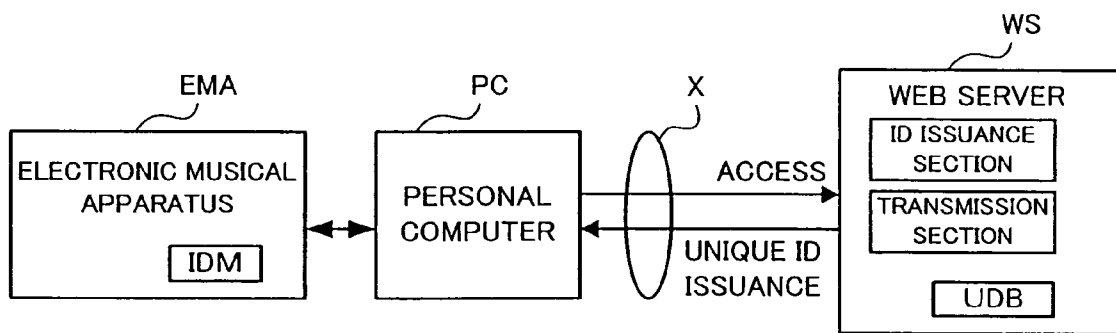 EMA
PC
X
WS
ELECTRONIC MUSICAL
APPARATUS
IDM
PERSONAL
COMPUTER
ACCESS
UNIQUE ID
ISSUANCE
WEB SERVER
ID ISSUANCE
SECTION
TRANSMISSION
SECTION
UDB